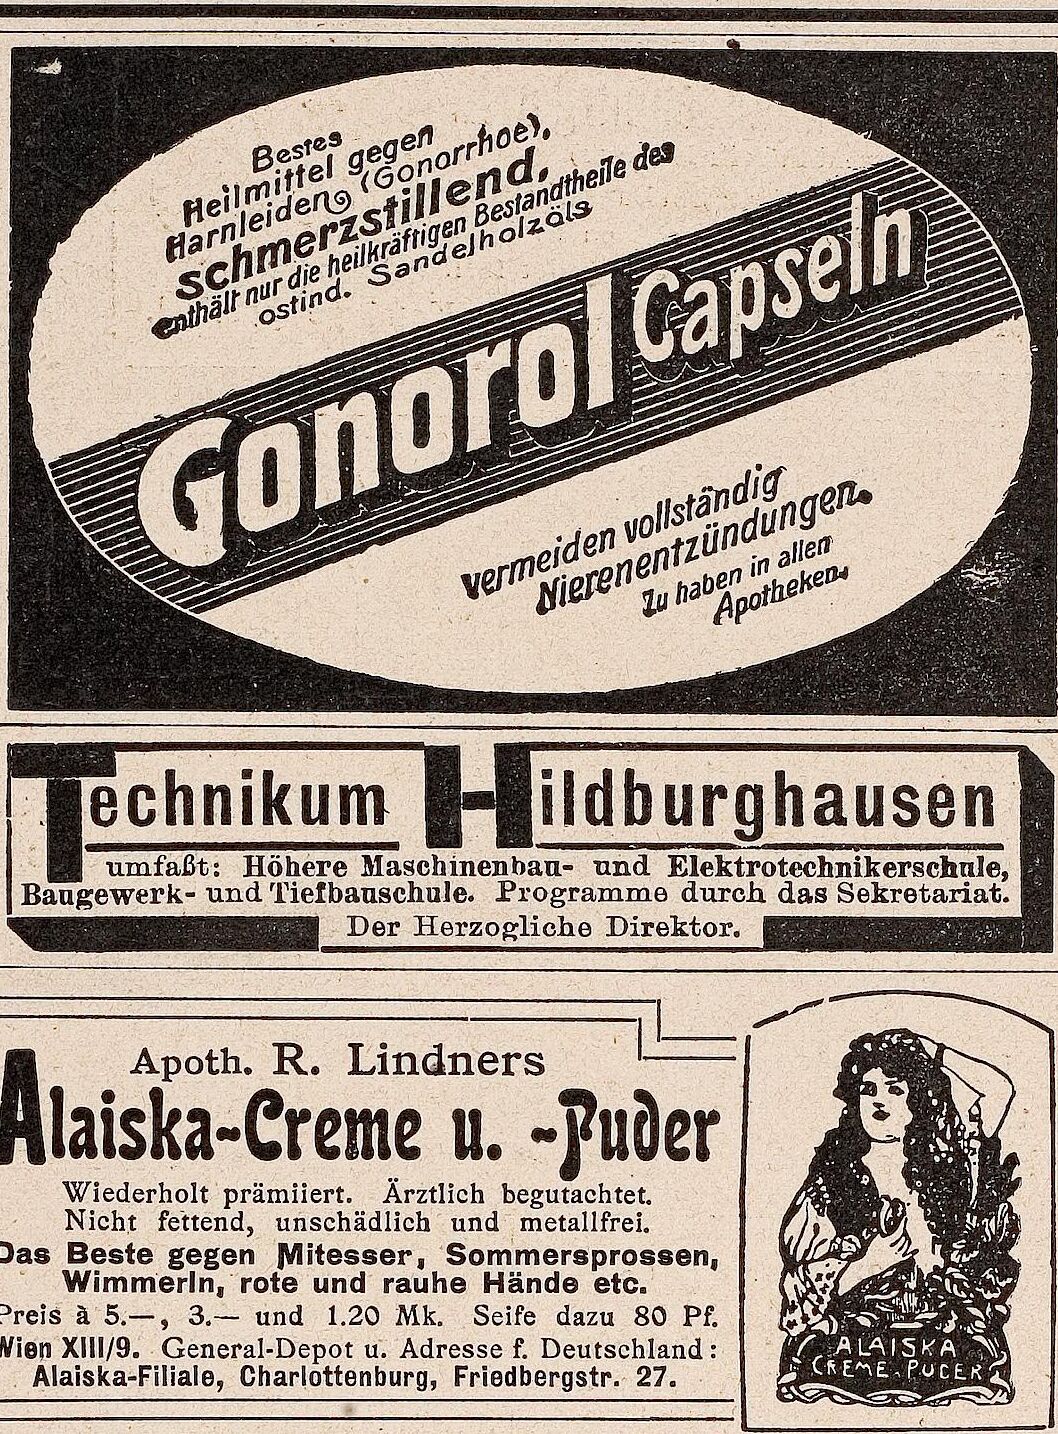 Bestes
Heilmittel gegen
Harnleiden (Gonorrhoe),
schmerzstillend,
enthält nur die heilkräftigen Bestandtheile des
ostind. Sandelholzöls
Gonorol Capseln
vermeiden vollständig
Nierenentzündungen.
Zu haben in allen
Apotheken.
Technikum Hildburghausen
umfaßt: Höhere Maschinenbau- und Elektrotechnikerschule,
Baugewerk- und Tiefbauschule. Programme durch das Sekretariat.
Der Herzogliche Direktor.
Apoth. R. Lindners
Alaiska-Creme u. -Puder
Wiederholt prämiiert. Ärztlich begutachtet.
Nicht fettend, unschädlich und metallfrei.
Das Beste gegen Mitesser, Sommersprossen,
Wimmerln, rote und rauhe Hände etc.
Preis à 5.—, 3.— und 1.20 Mk. Seife dazu 80 Pf.
Wien XIII/9. General-Depot u. Adresse f. Deutschland:
Alaiska-Filiale, Charlottenburg, Friedbergstr. 27.
ALAISKA
CREME. PUDER